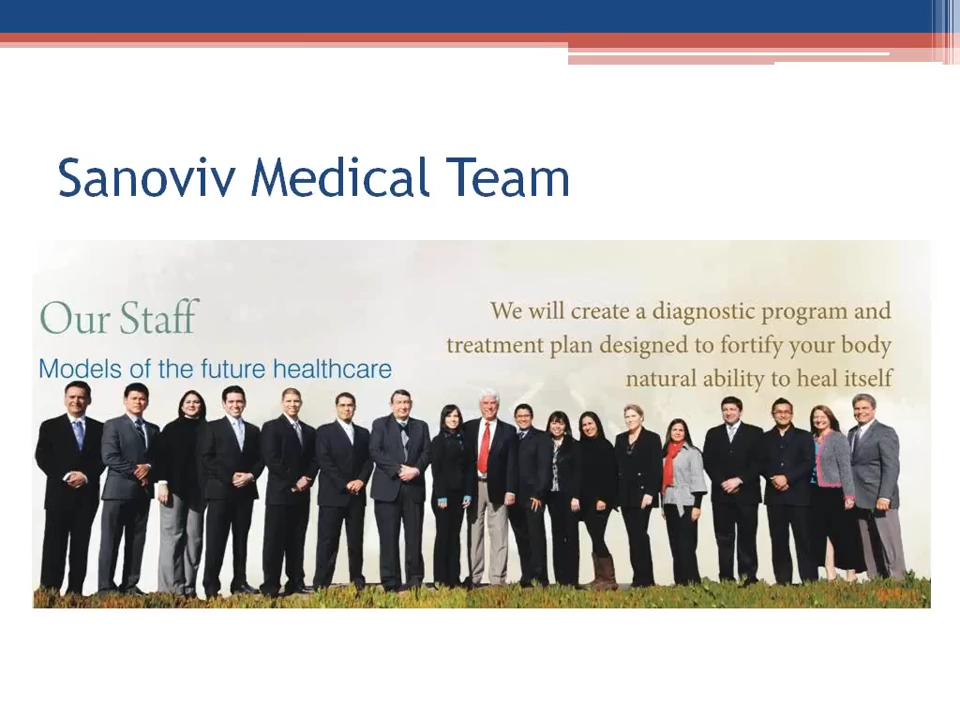 Sanoviv Medical Team
Our Staff
Models of the future healthcare
We will create a diagnostic program and
treatment plan designed to fortify your body
natural ability to heal itself